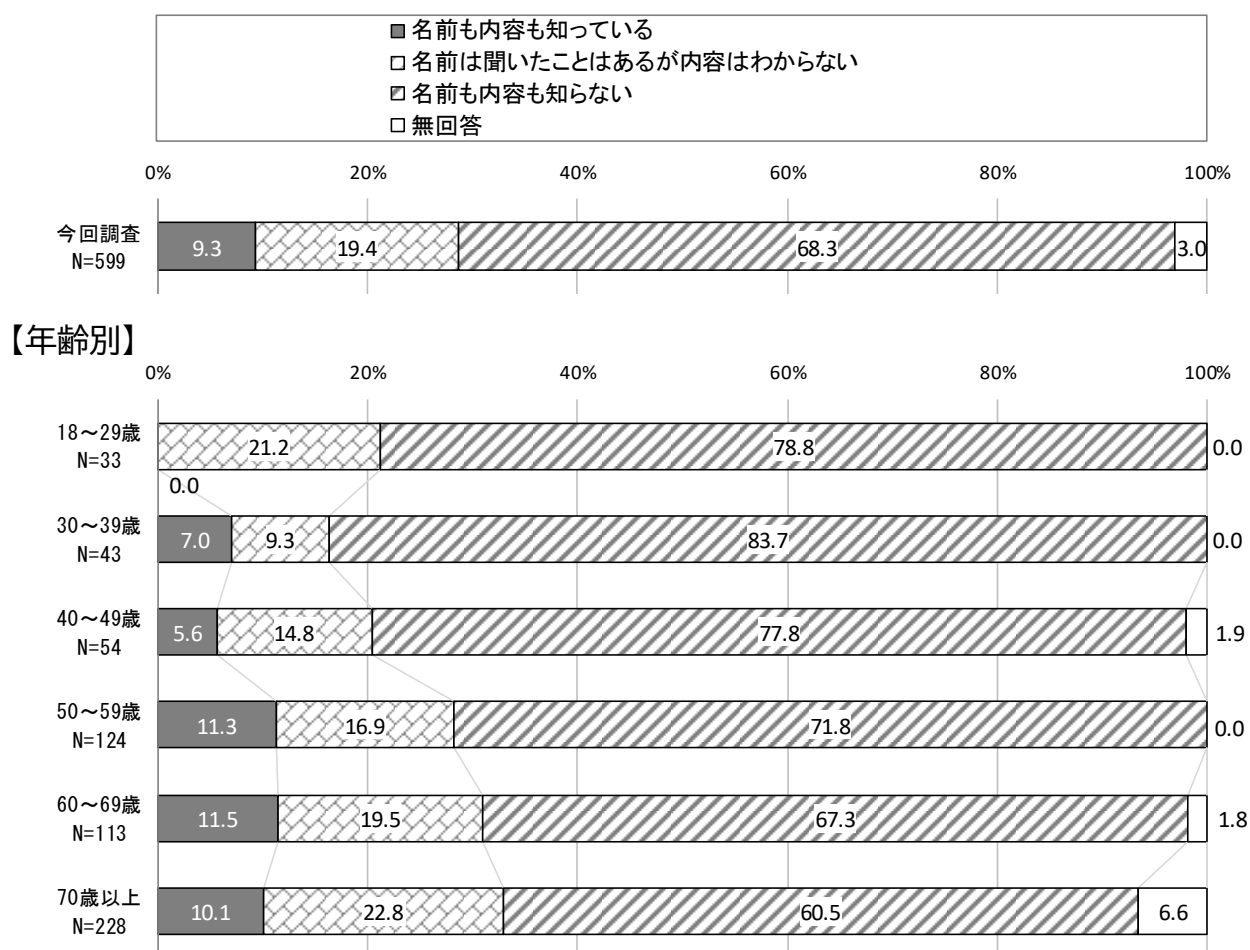 名前も内容も知っている
名前は聞いたことはあるが内容はわからない
名前も内容も知らない
無回答
0% 20% 40% 60% 80% 100%
今回調査
N=599
9.3 19.4 68.3 3.0
【年齢別】
0% 20% 40% 60% 80% 100%
18～29歳
N=33
21.2 78.8 0.0
0.0
30～39歳
N=43
7.0 9.3 83.7 0.0
40～49歳
N=54
5.6 14.8 77.8 1.9
50～59歳
N=124
11.3 16.9 71.8 0.0
60～69歳
N=113
11.5 19.5 67.3 1.8
70歳以上
N=228
10.1 22.8 60.5 6.6